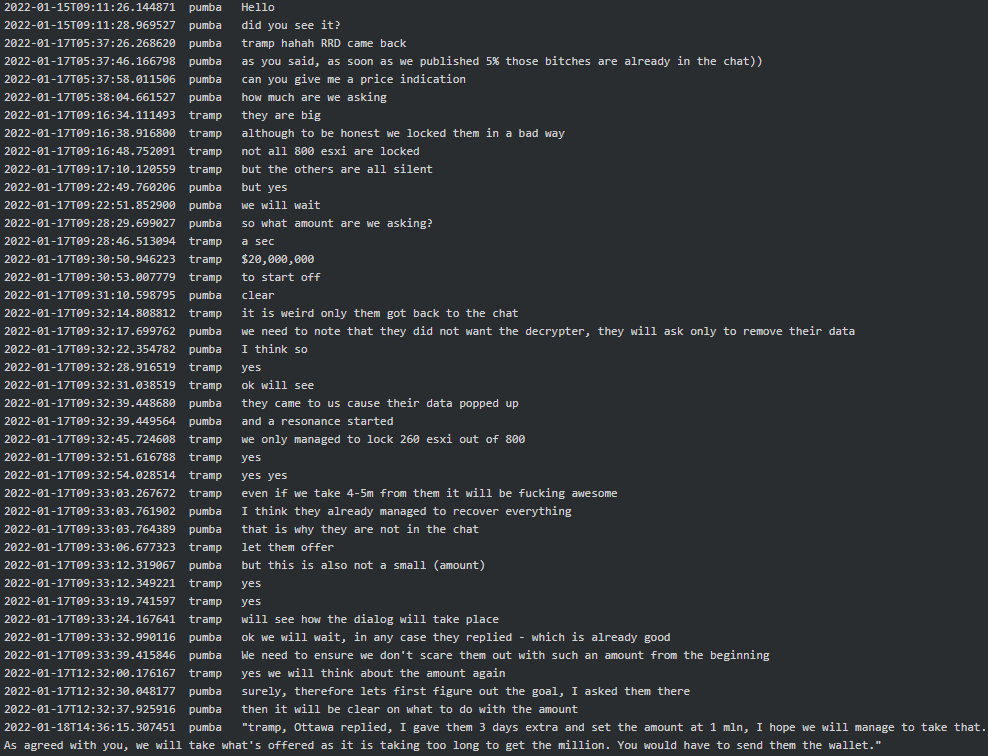 2022-01-15T09:11:26.144871 pumba Hello
2022-01-15T09:11:28.969527 pumba did you see it?
2022-01-17T05:37:26.268620 pumba tramp hahah RRD came back
2022-01-17T05:37:46.166798 pumba as you said, as soon as we published 5% those bitches are already in the chat))
2022-01-17T05:37:58.011506 pumba can you give me a price indication
2022-01-17T05:38:04.661527 pumba how much are we asking
2022-01-17T09:16:34.111493 tramp they are big
2022-01-17T09:16:38.916800 tramp although to be honest we locked them in a bad way
2022-01-17T09:16:48.752091 tramp not all 800 esxi are locked
2022-01-17T09:17:10.120559 tramp but the others are all silent
2022-01-17T09:22:49.760206 pumba but yes
2022-01-17T09:22:51.852900 pumba we will wait
2022-01-17T09:28:29.699027 pumba so what amount are we asking?
2022-01-17T09:28:46.513094 tramp a sec
2022-01-17T09:30:50.946223 tramp $20,000,000
2022-01-17T09:30:53.007779 tramp to start off
2022-01-17T09:31:10.598795 pumba clear
2022-01-17T09:32:14.808812 tramp it is weird only them got back to the chat
2022-01-17T09:32:17.699762 pumba we need to note that they did not want the decrypter, they will ask only to remove their data
2022-01-17T09:32:22.354782 pumba I think so
2022-01-17T09:32:28.916519 tramp yes
2022-01-17T09:32:31.038519 tramp ok will see
2022-01-17T09:32:39.448680 pumba they came to us cause their data popped up
2022-01-17T09:32:39.449564 pumba and a resonance started
2022-01-17T09:32:45.724608 tramp we only managed to lock 260 esxi out of 800
2022-01-17T09:32:51.616788 tramp yes
2022-01-17T09:32:54.028514 tramp yes yes
2022-01-17T09:33:03.267672 tramp even if we take 4-5m from them it will be fucking awesome
2022-01-17T09:33:03.761902 pumba I think they already managed to recover everything
2022-01-17T09:33:03.764389 pumba that is why they are not in the chat
2022-01-17T09:33:06.677323 tramp let them offer
2022-01-17T09:33:12.319067 pumba but this is also not a small (amount)
2022-01-17T09:33:12.349221 tramp yes
2022-01-17T09:33:19.741597 tramp yes
2022-01-17T09:33:24.167641 tramp will see how the dialog will take place
2022-01-17T09:33:32.990116 pumba ok we will wait, in any case they replied - which is already good
2022-01-17T09:33:39.415846 pumba We need to ensure we don't scare them out with such an amount from the beginning
2022-01-17T12:32:00.176167 tramp yes we will think about the amount again
2022-01-17T12:32:30.048177 pumba surely, therefore lets first figure out the goal, I asked them there
2022-01-17T12:32:37.925916 pumba then it will be clear on what to do with the amount
2022-01-18T14:36:15.307451 pumba "tramp, Ottawa replied, I gave them 3 days extra and set the amount at 1 mln, I hope we will manage to take that.
As agreed with you, we will take what's offered as it is taking too long to get the million. You would have to send them the wallet."